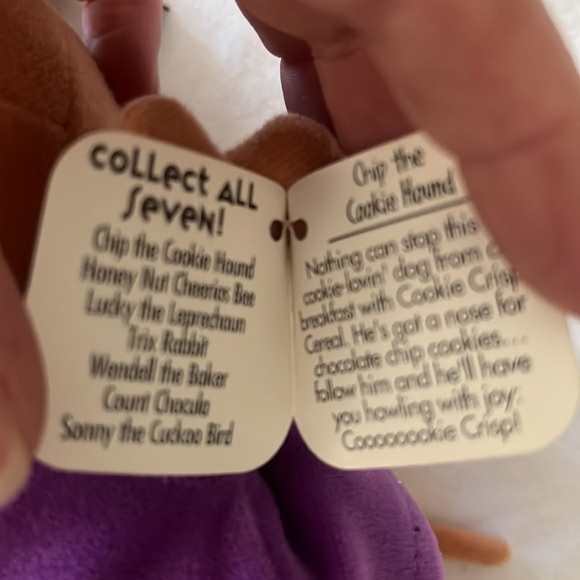 Collect All
Seven!
Chip the Cookie Hound
Honey Nut Cheerios Bee
Lucky the Leprechaun
Trix Rabbit
Wendell the Baker
Count Chocula
Sonny the Cuckoo Bird
Chip the
Cookie Hound
Nothing can stop this
cookie-lovin' dog from
breakfast with Cookie Crisp
Cereal. He's got a nose for
chocolate chip cookies...
follow him and he'll have
you howling with joy:
Coooooookie Crisp!